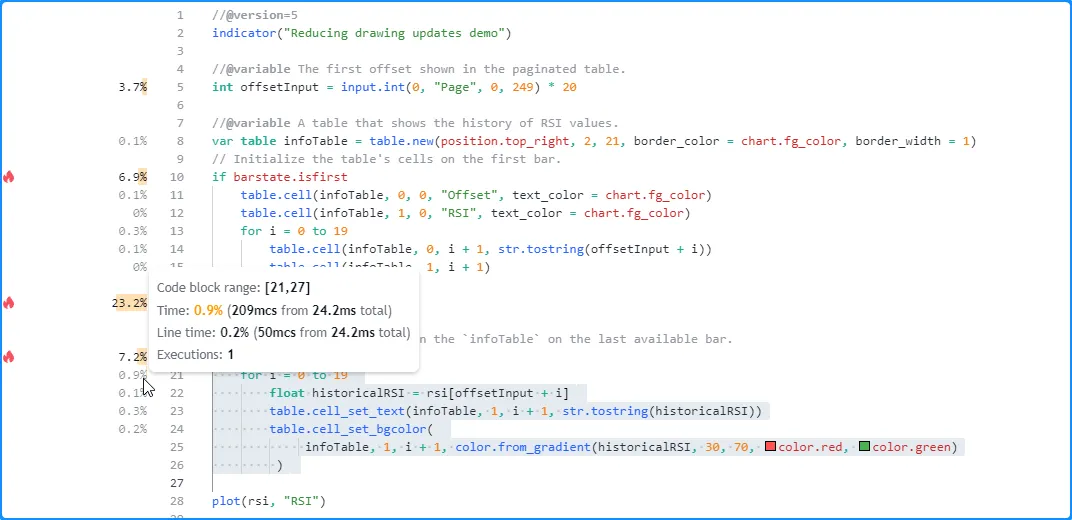 1 //@version=5
2 indicator("Reducing drawing updates demo")
3
4 //@variable The first offset shown in the paginated table.
3.7% 5 int offsetInput = input.int(0, "Page", 0, 249) * 20
6
7 //@variable A table that shows the history of RSI values.
0.1% 8 var table infoTable = table.new(position.top_right, 2, 21, border_color = chart.fg_color, border_width = 1)
9 // Initialize the table's cells on the first bar.
6.9% 10 if barstate.isfirst
0.1% 11 table.cell(infoTable, 0, 0, "Offset", text_color = chart.fg_color)
0% 12 table.cell(infoTable, 1, 0, "RSI", text_color = chart.fg_color)
0.3% 13 for i = 0 to 19
0.1% 14 table.cell(infoTable, 0, i + 1, str.tostring(offsetInput + i))
0% 15 table.cell(infoTable, 1, i + 1)
Code block range: [21,27]
23.2% Time: 0.9% (209mcs from 24.2ms total)
Line time: 0.2% (50mcs from 24.2ms total)
n the `infoTable` on the last available bar.
7.2% Executions: 1
0.9% 21 for i = 0 to 19
0.1% 22 float historicalRSI = rsi[offsetInput + i]
0.3% 23 table.cell_set_text(infoTable, 1, i + 1, str.tostring(historicalRSI))
0.2% 24 table.cell_set_bgcolor(
25 infoTable, 1, i + 1, color.from_gradient(historicalRSI, 30, 70, color.red, color.green)
26 )
27
28 plot(rsi, "RSI")